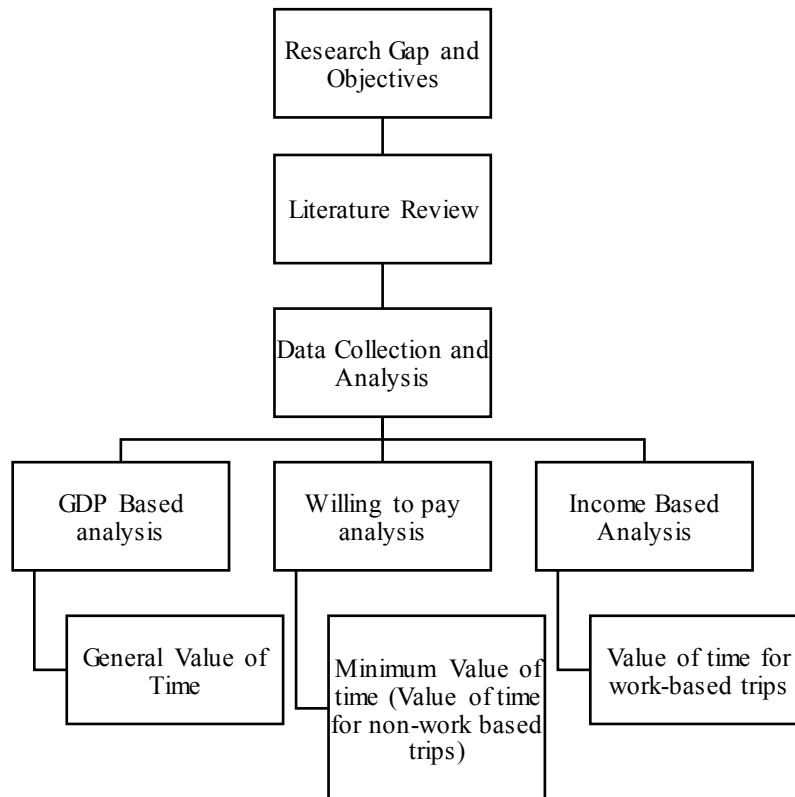 Research Gap and
Objectives
Literature Review
Data Collection and
Analysis
GDP Based
analysis
Willing to pay
analysis
Income Based
Analysis
General Value of
Time
Minimum Value of
time (Value of time
for non-work based
trips)
Value of time for
work-based trips